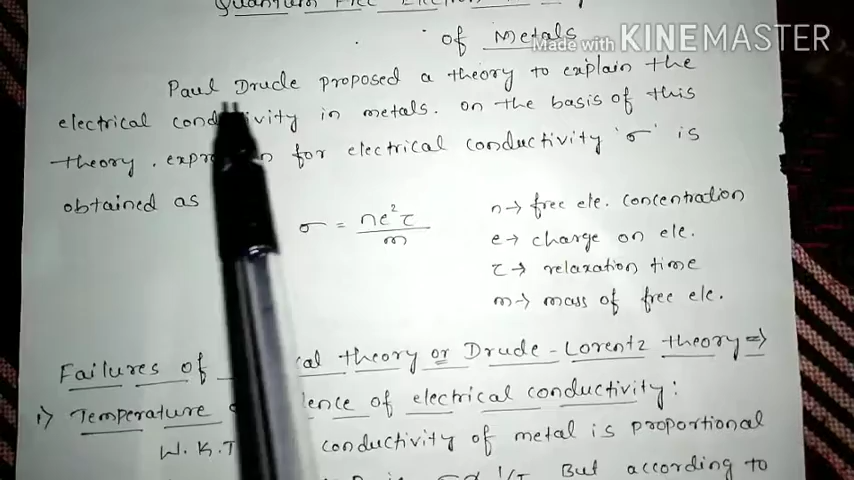 of Metals
Made with KINEMASTER
Paul Drude proposed a theory to explain the
electrical in metals. on the basis of this
theory. for electrical conductivity 'σ' is
obtained as
σ = ne²τ / m
n → free ele. concentration
e → charge on ele.
τ → relaxation time
m → mass of free ele.
Failures of theory or Drude - Lorentz theory ⇒
i) Temperature of electrical conductivity:
W.K.T conductivity of metal is proportional
σ ∝ 1/T But according to